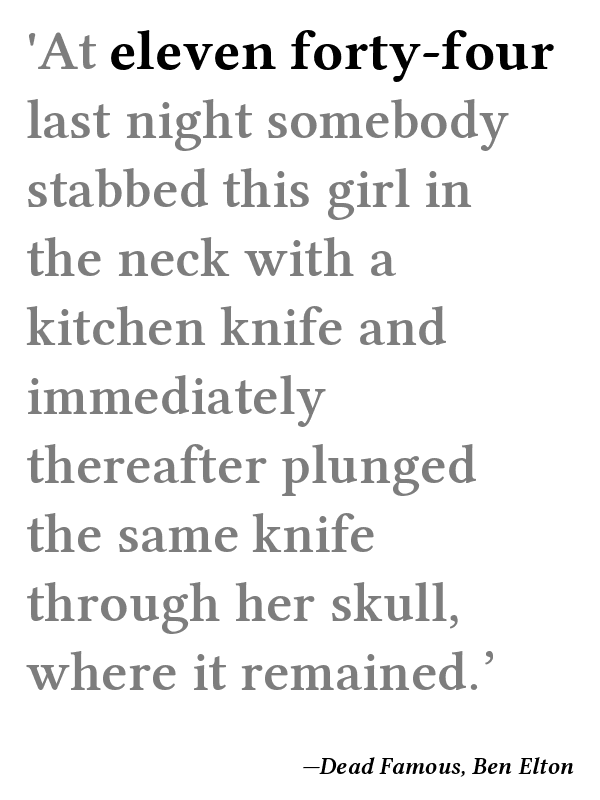 'At eleven forty-four
last night somebody
stabbed this girl in
the neck with a
kitchen knife and
immediately
thereafter plunged
the same knife
through her skull,
where it remained.’
—Dead Famous, Ben Elton